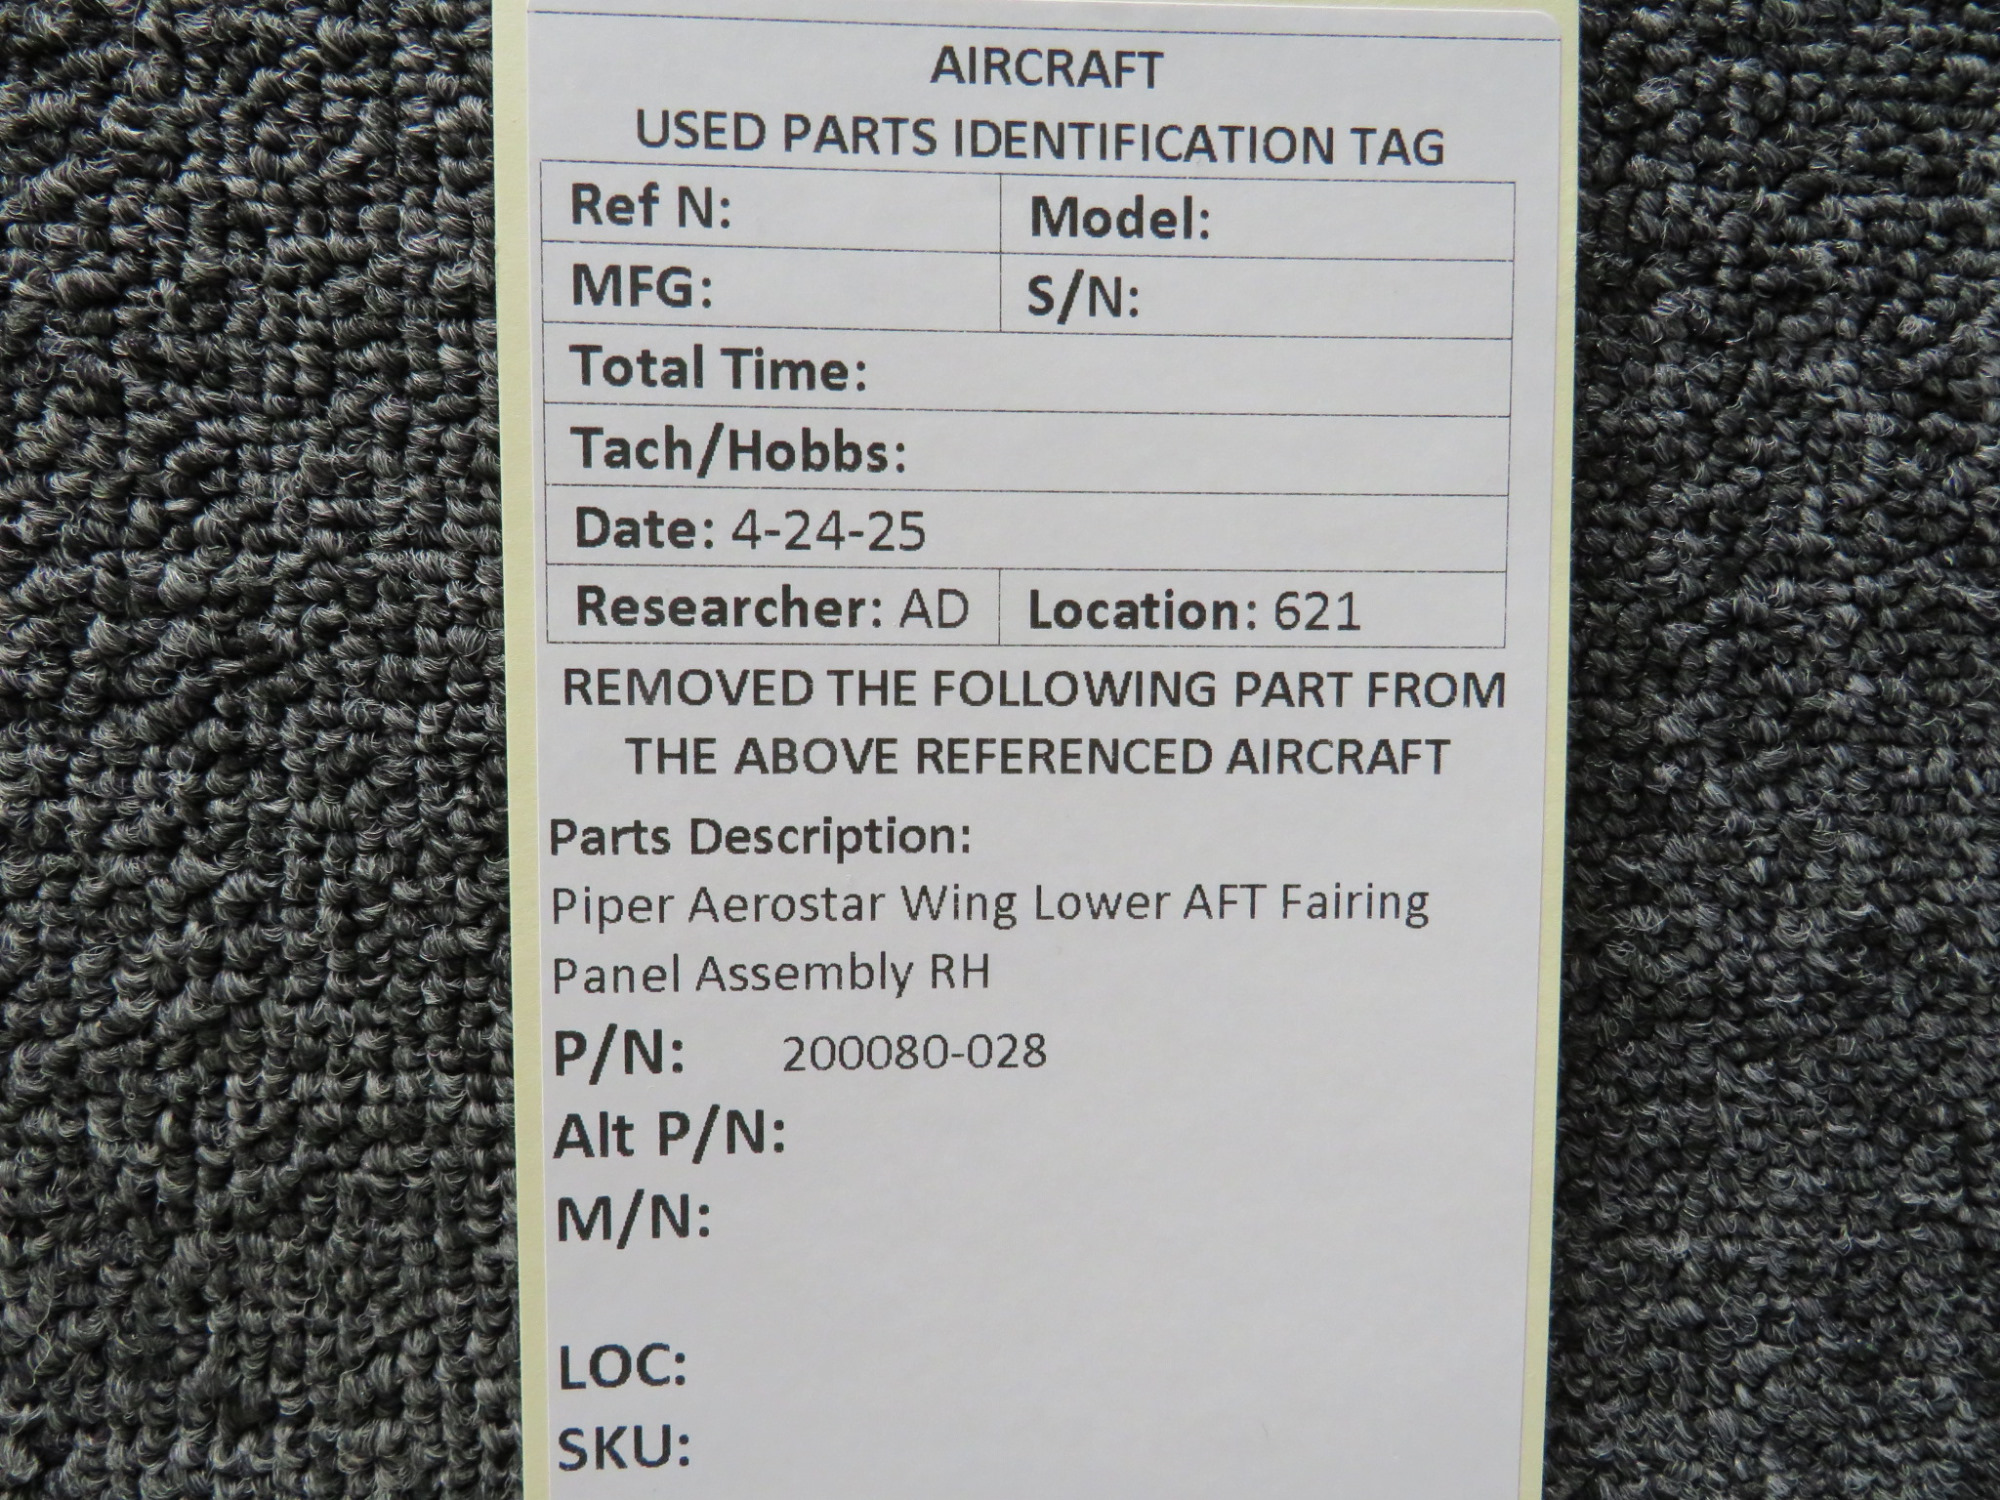 AIRCRAFT
USED PARTS IDENTIFICATION TAG
Ref N: Model:
MFG: S/N:
Total Time:
Tach/Hobbs:
Date: 4-24-25
Researcher: AD Location: 621
REMOVED THE FOLLOWING PART FROM
THE ABOVE REFERENCED AIRCRAFT
Parts Description:
Piper Aerostar Wing Lower AFT Fairing
Panel Assembly RH
P/N: 200080-028
Alt P/N:
M/N:
LOC:
SKU: